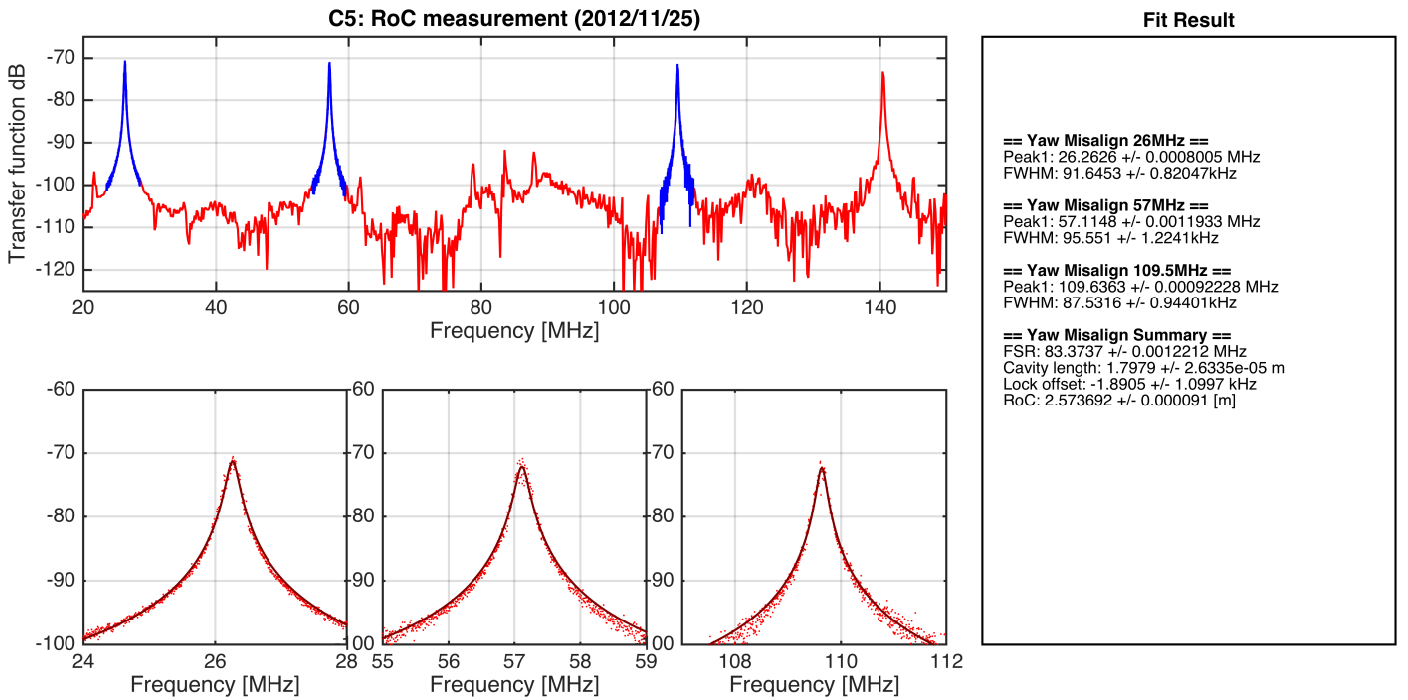 C5: RoC measurement (2012/11/25)
Transfer function dB
-70
-80
-90
-100
-110
-120
20 40 60 80 100 120 140
Frequency [MHz]
-60
-70
-80
-90
-100
24 26 28
Frequency [MHz]
-60
-70
-80
-90
00
55 56 57 58 59
Frequency [MHz]
60
70
80
90
00
108 110 112
Frequency [MHz]
Fit Result
== Yaw Misalign 26MHz ==
Peak1: 26.2626 +/- 0.0008005 MHz
FWHM: 91.6453 +/- 0.82047kHz
== Yaw Misalign 57MHz ==
Peak1: 57.1148 +/- 0.0011933 MHz
FWHM: 95.551 +/- 1.2241kHz
== Yaw Misalign 109.5MHz ==
Peak1: 109.6363 +/- 0.00092228 MHz
FWHM: 87.5316 +/- 0.94401kHz
== Yaw Misalign Summary ==
FSR: 83.3737 +/- 0.0012212 MHz
Cavity length: 1.7979 +/- 2.6335e-05 m
Lock offset: -1.8905 +/- 1.0997 kHz
RoC: 2.573692 +/- 0.000091 [m]